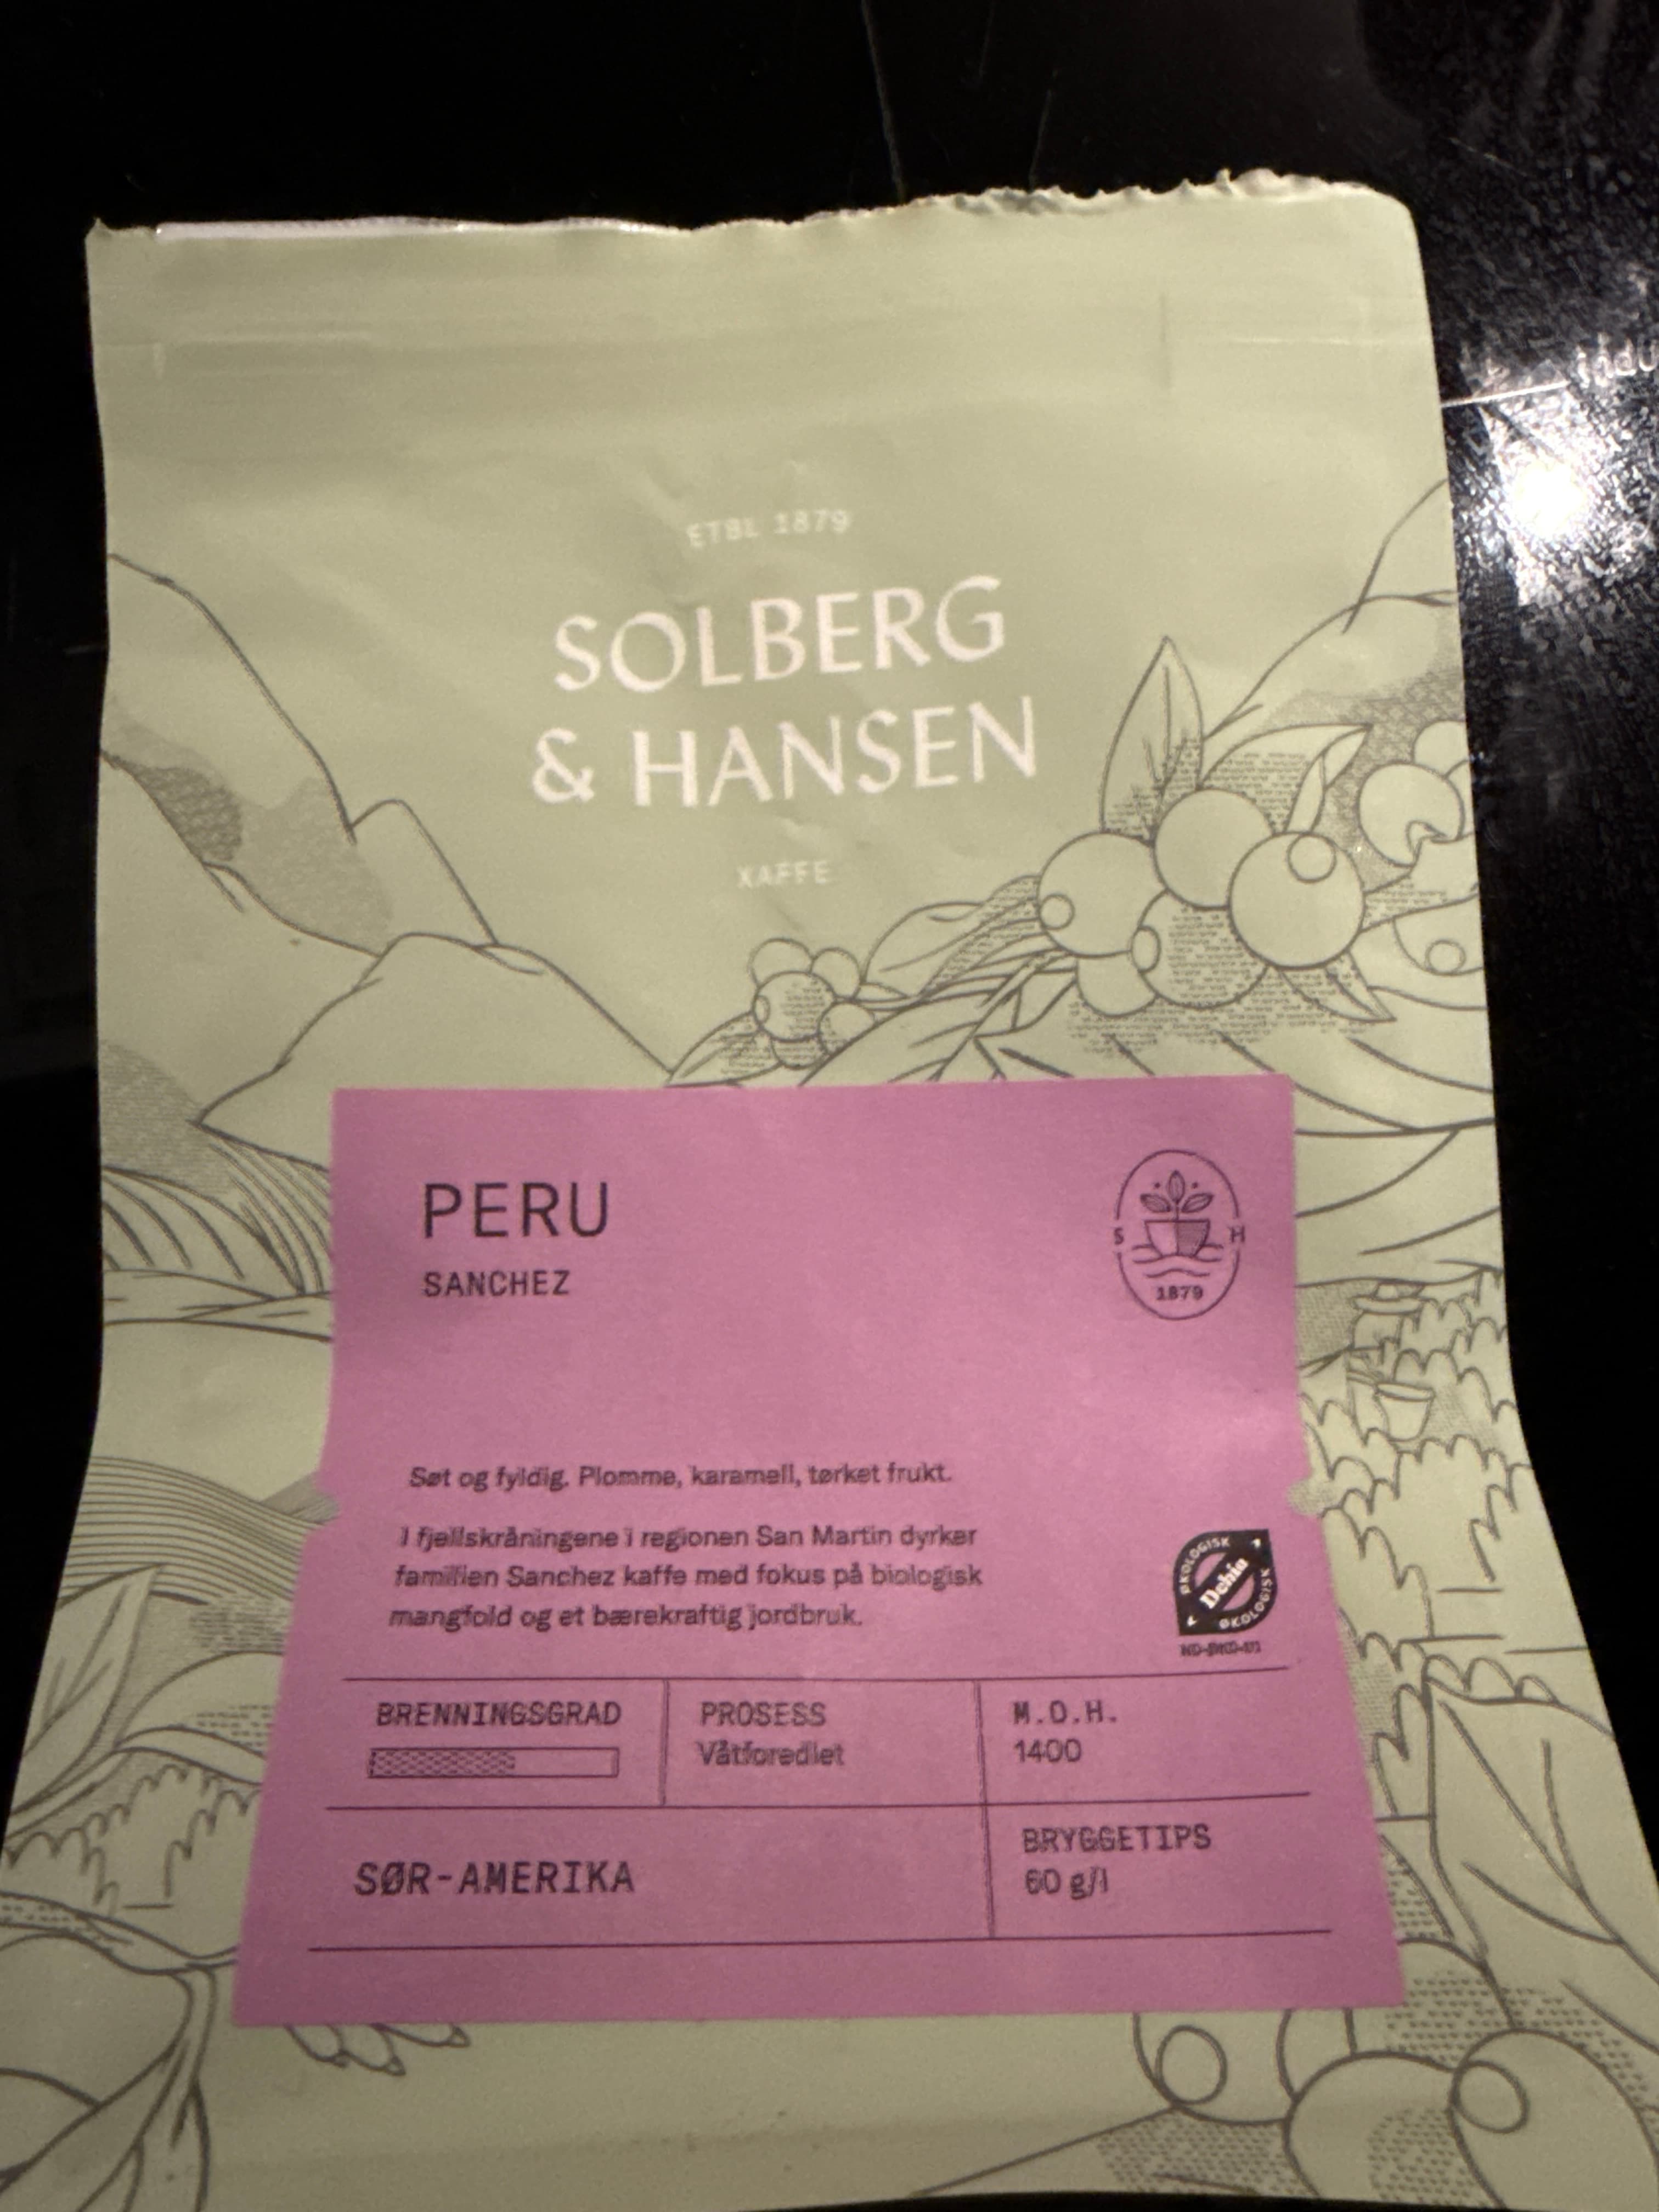 ETBL 1879
SOLBERG
& HANSEN
KAFFE
PERU
SANCHEZ
S H
1879
Søt og fyldig. Plomme, karamell, tørket frukt.
I fjellskråningene i regionen San Martin dyrker
familien Sanchez kaffe med fokus på biologisk
mangfold og et bærekraftig jordbruk.
ØKOLOGISK
Debio
ØKOLOGISK
BRENNINGSGRAD
PROSESS
Våtforedlet
M.O.H.
1400
SØR-AMERIKA
BRYGGETIPS
60 g/l